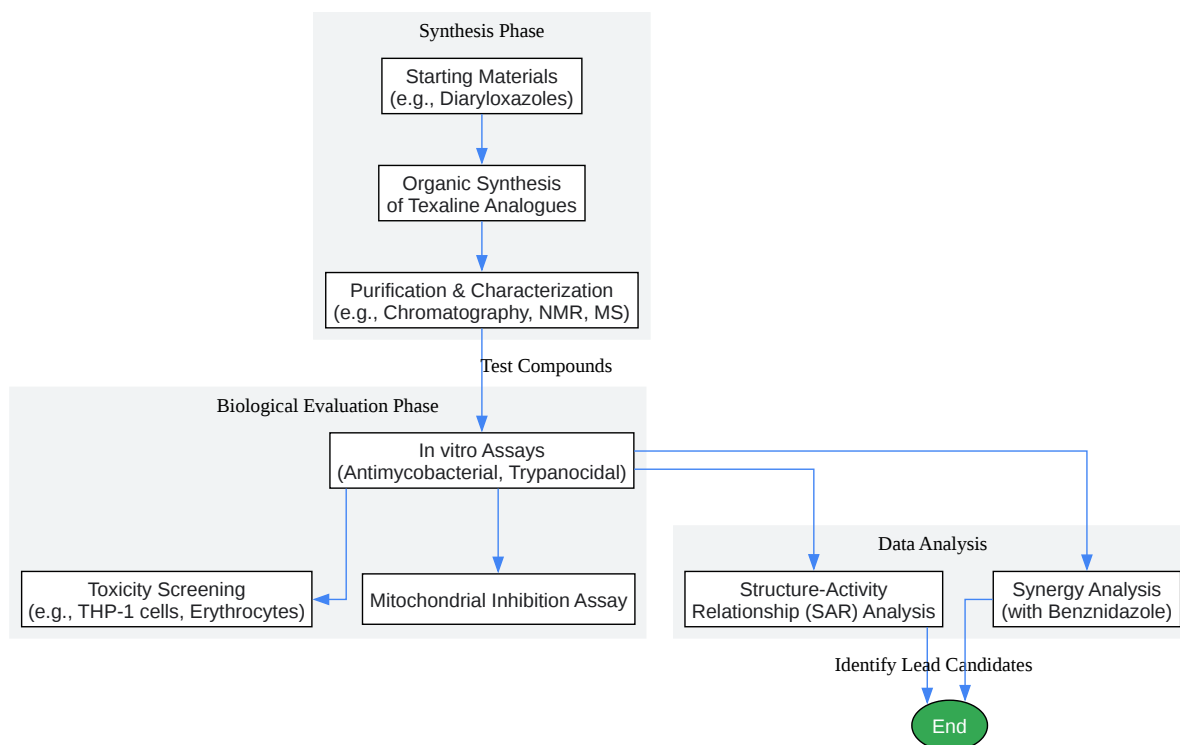 Synthesis Phase
Starting Materials
(e.g., Diaryloxazoles)
Organic Synthesis
of Texaline Analogues
Purification & Characterization
(e.g., Chromatography, NMR, MS)
Test Compounds
Biological Evaluation Phase
In vitro Assays
(Antimycobacterial, Trypanocidal)
Toxicity Screening
(e.g., THP-1 cells, Erythrocytes)
Mitochondrial Inhibition Assay
Data Analysis
Structure-Activity
Relationship (SAR) Analysis
Synergy Analysis
(with Benznidazole)
Identify Lead Candidates
End